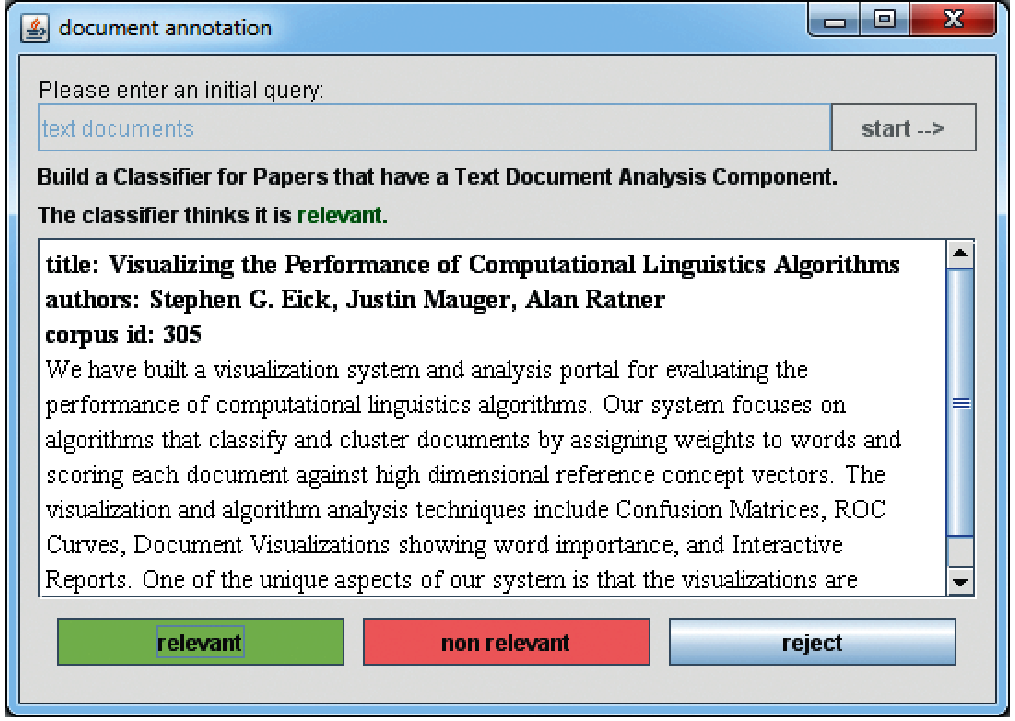 document annotation
Please enter an initial query:
text documents
start -->
Build a Classifier for Papers that have a Text Document Analysis Component.
The classifier thinks it is relevant.
title: Visualizing the Performance of Computational Linguistics Algorithms
authors: Stephen G. Eick, Justin Mauger, Alan Ratner
corpus id: 305
We have built a visualization system and analysis portal for evaluating the
performance of computational linguistics algorithms. Our system focuses on
algorithms that classify and cluster documents by assigning weights to words and
scoring each document against high dimensional reference concept vectors. The
visualization and algorithm analysis techniques include Confusion Matrices, ROC
Curves, Document Visualizations showing word importance, and Interactive
Reports. One of the unique aspects of our system is that the visualizations are
relevant
non relevant
reject